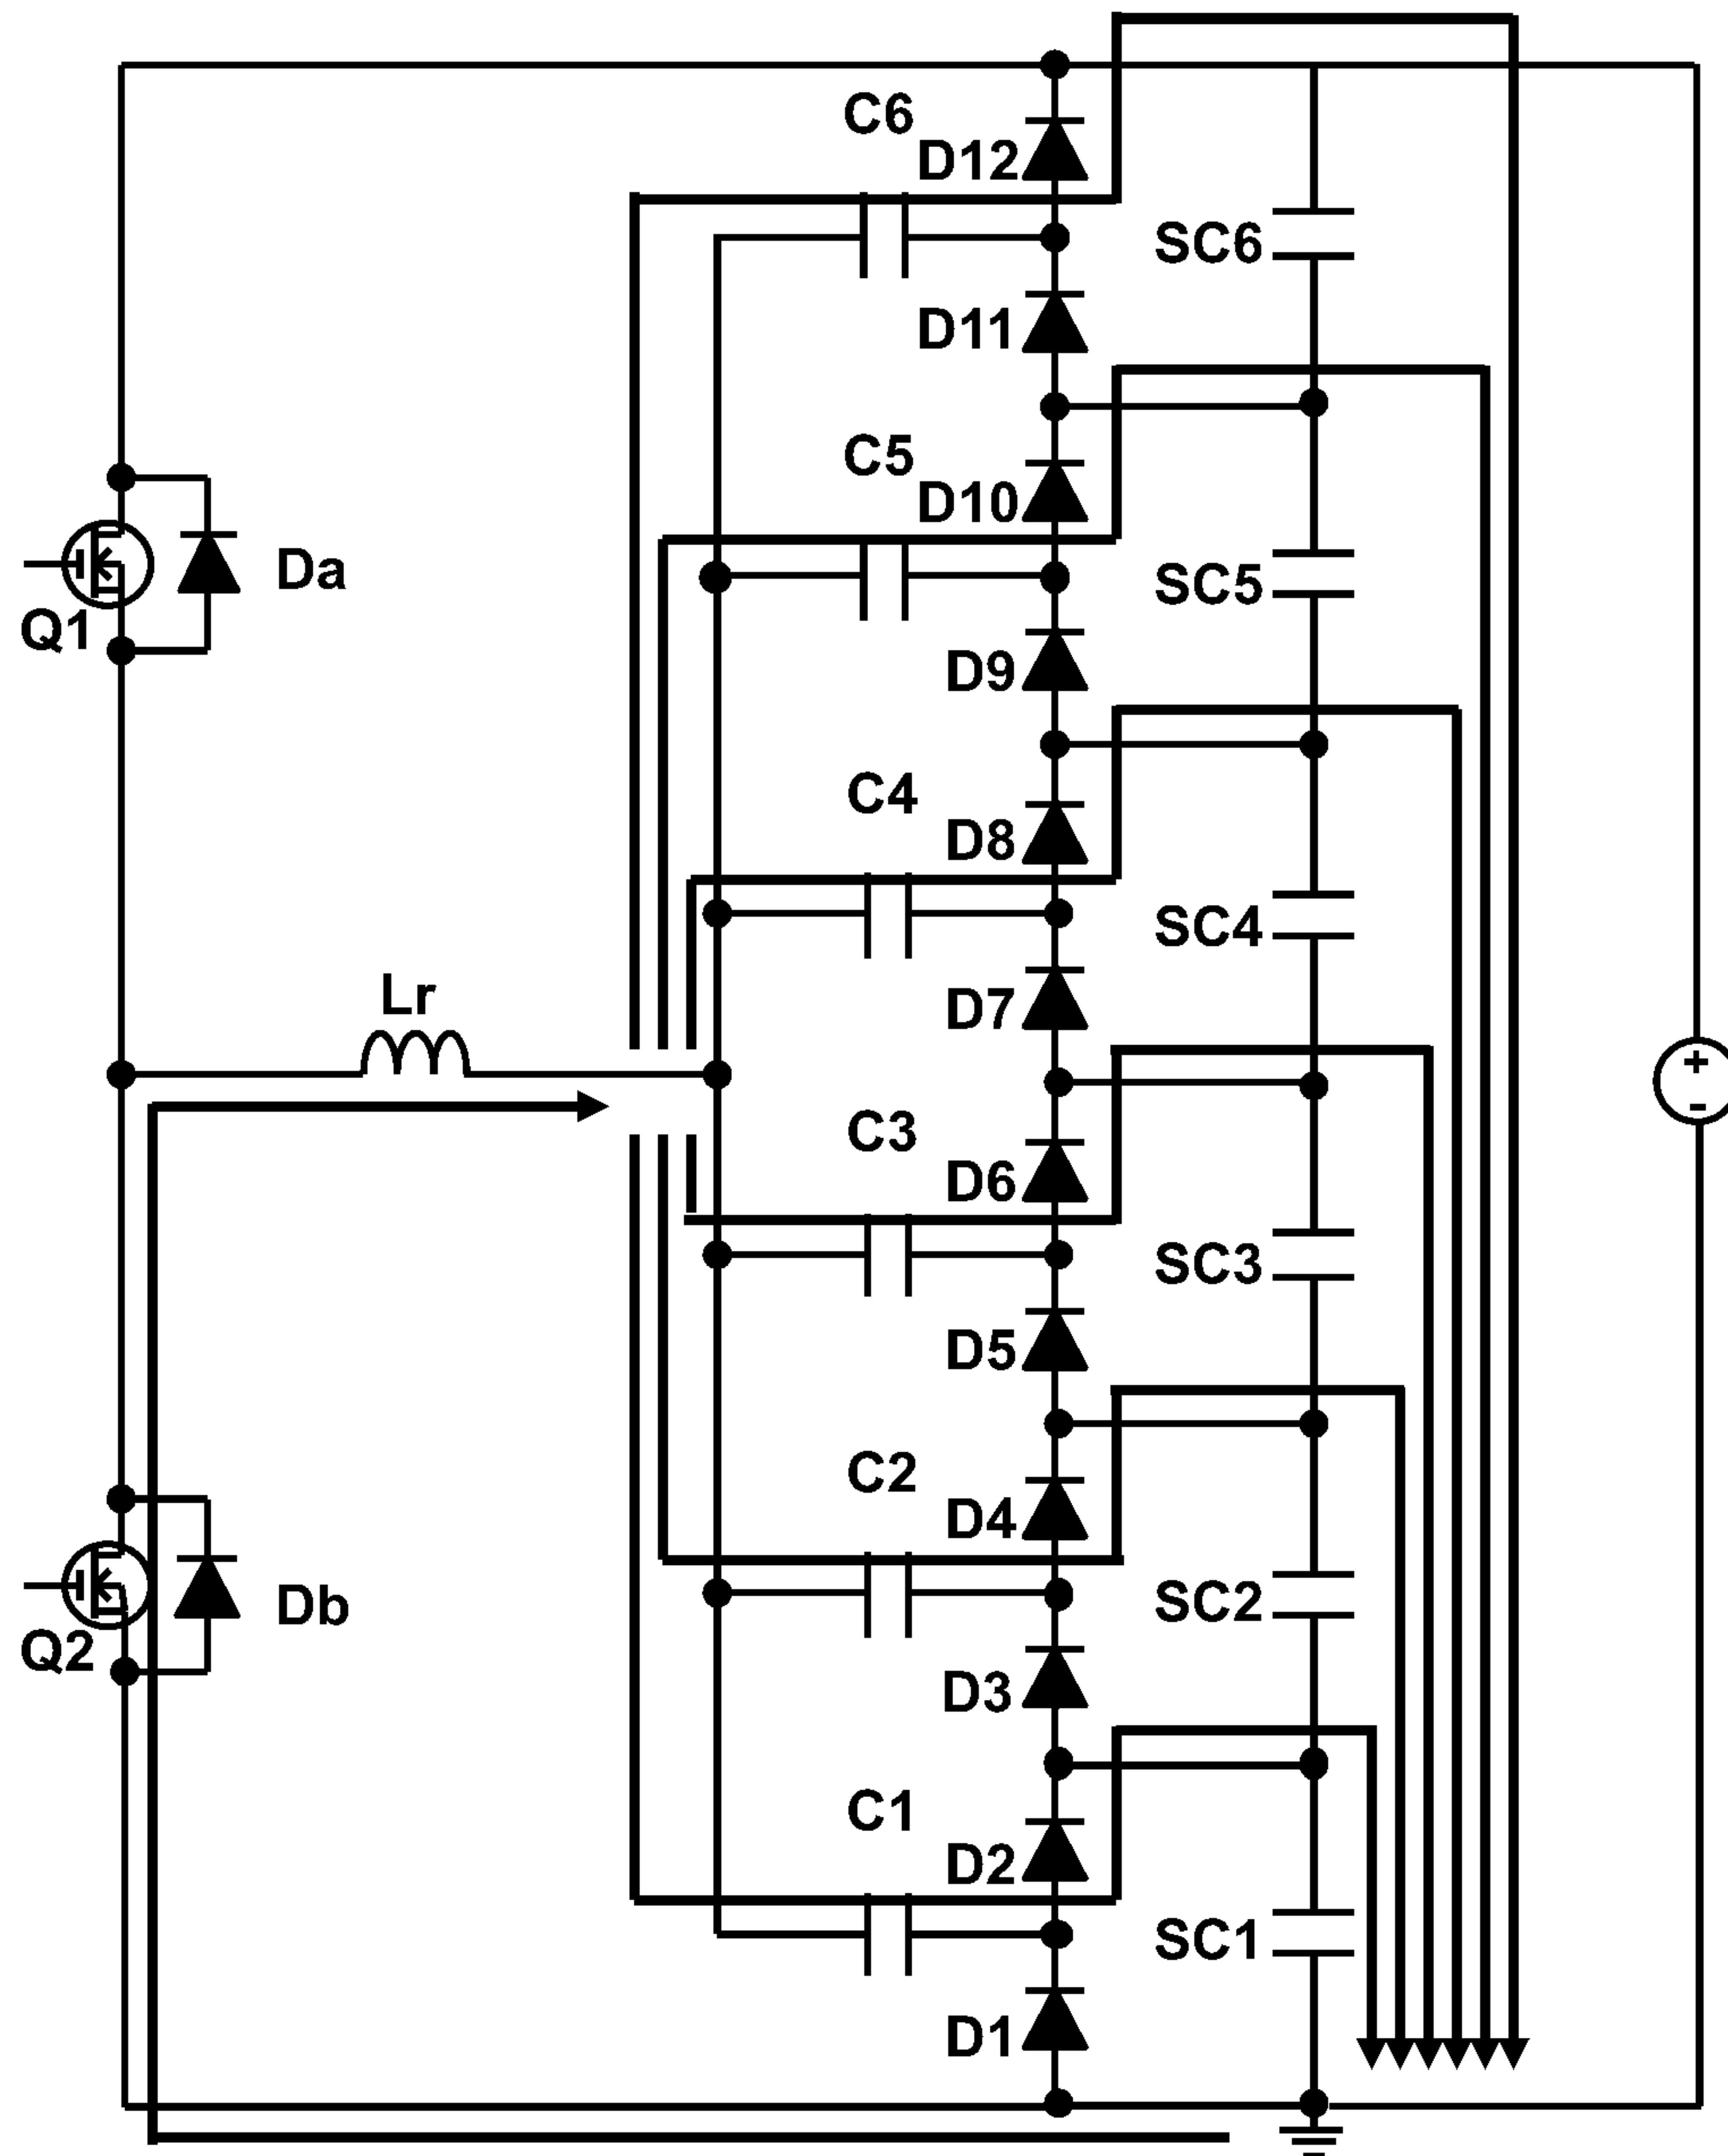 C6
D12
SC6
D11
C5
D10
Da
SC5
Q1
D9
C4
D8
SC4
Lr
D7
+
-
C3
D6
SC3
D5
C2
D4
Db
SC2
Q2
D3
C1
D2
SC1
D1